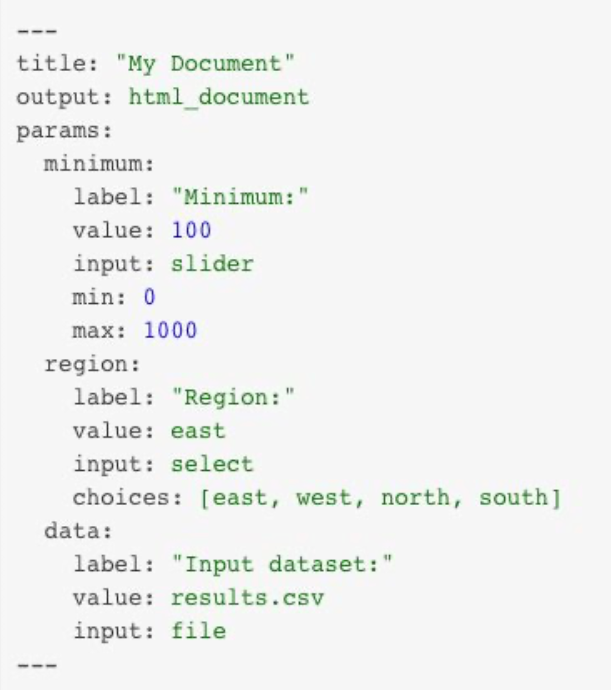 ---
title: "My Document"
output: html_document
params:
  minimum:
    label: "Minimum:"
    value: 100
    input: slider
    min: 0
    max: 1000
  region:
    label: "Region:"
    value: east
    input: select
    choices: [east, west, north, south]
  data:
    label: "Input dataset:"
    value: results.csv
    input: file
---